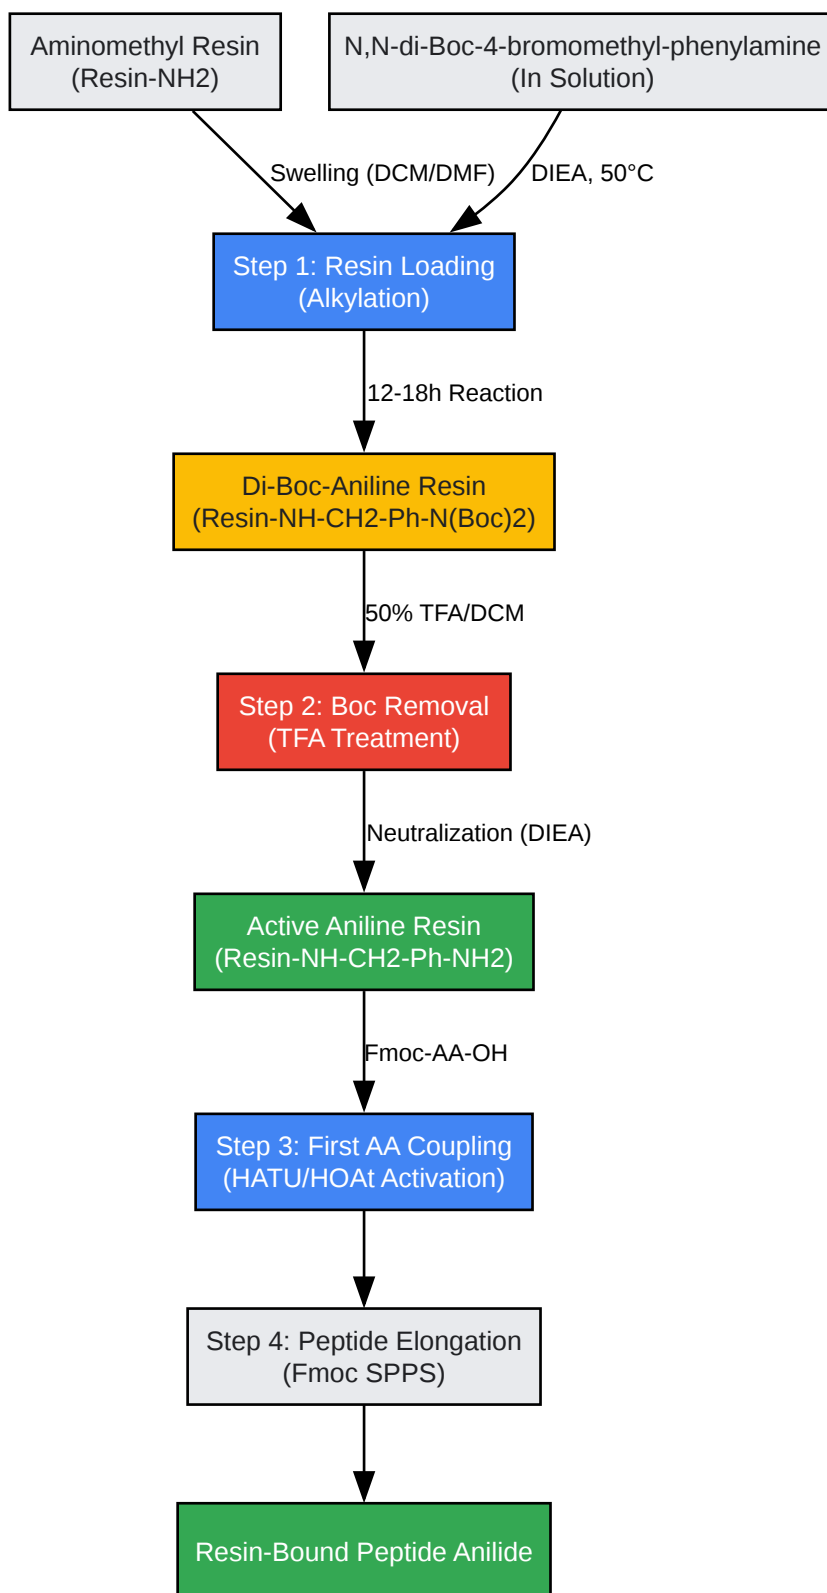 Aminomethyl Resin
(Resin-NH2)
N,N-di-Boc-4-bromomethyl-phenylamine
(In Solution)
Swelling (DCM/DMF)
DIEA, 50°C
Step 1: Resin Loading
(Alkylation)
12-18h Reaction
Di-Boc-Aniline Resin
(Resin-NH-CH2-Ph-N(Boc)2)
50% TFA/DCM
Step 2: Boc Removal
(TFA Treatment)
Neutralization (DIEA)
Active Aniline Resin
(Resin-NH-CH2-Ph-NH2)
Fmoc-AA-OH
Step 3: First AA Coupling
(HATU/HOAt Activation)
Step 4: Peptide Elongation
(Fmoc SPPS)
Resin-Bound Peptide Anilide